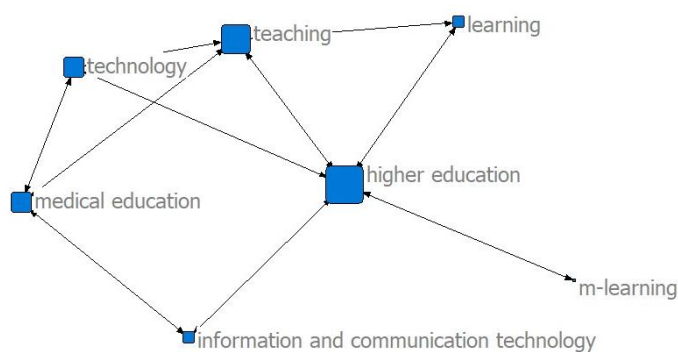 learning
teaching
technology
higher education
medical education
m-learning
information and communication technology